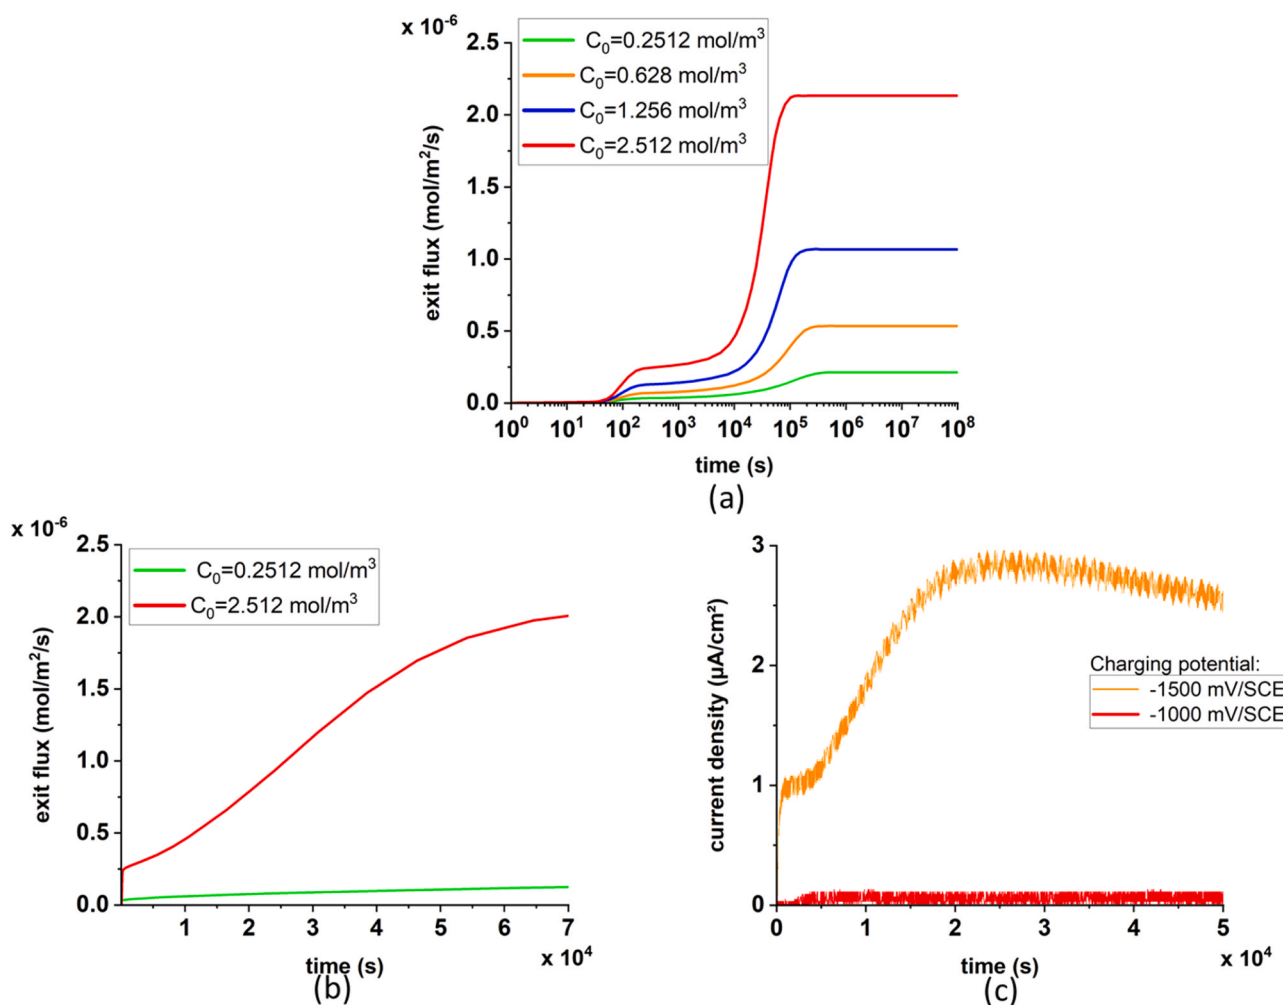 x 10⁻⁶
2.5
2.0
1.5
1.0
0.5
0.0
exit flux (mol/m²/s)
C₀=0.2512 mol/m³
C₀=0.628 mol/m³
C₀=1.256 mol/m³
C₀=2.512 mol/m³
10⁰ 10¹ 10² 10³ 10⁴ 10⁵ 10⁶ 10⁷ 10⁸
time (s)
(a)
x 10⁻⁶
2.5
2.0
1.5
1.0
0.5
0.0
exit flux (mol/m²/s)
C₀=0.2512 mol/m³
C₀=2.512 mol/m³
1 2 3 4 5 6 7
x 10⁴
time (s)
(b)
3
2
1
0
current density (µA/cm²)
Charging potential:
-1500 mV/SCE
-1000 mV/SCE
0 1 2 3 4 5
x 10⁴
time (s)
(c)